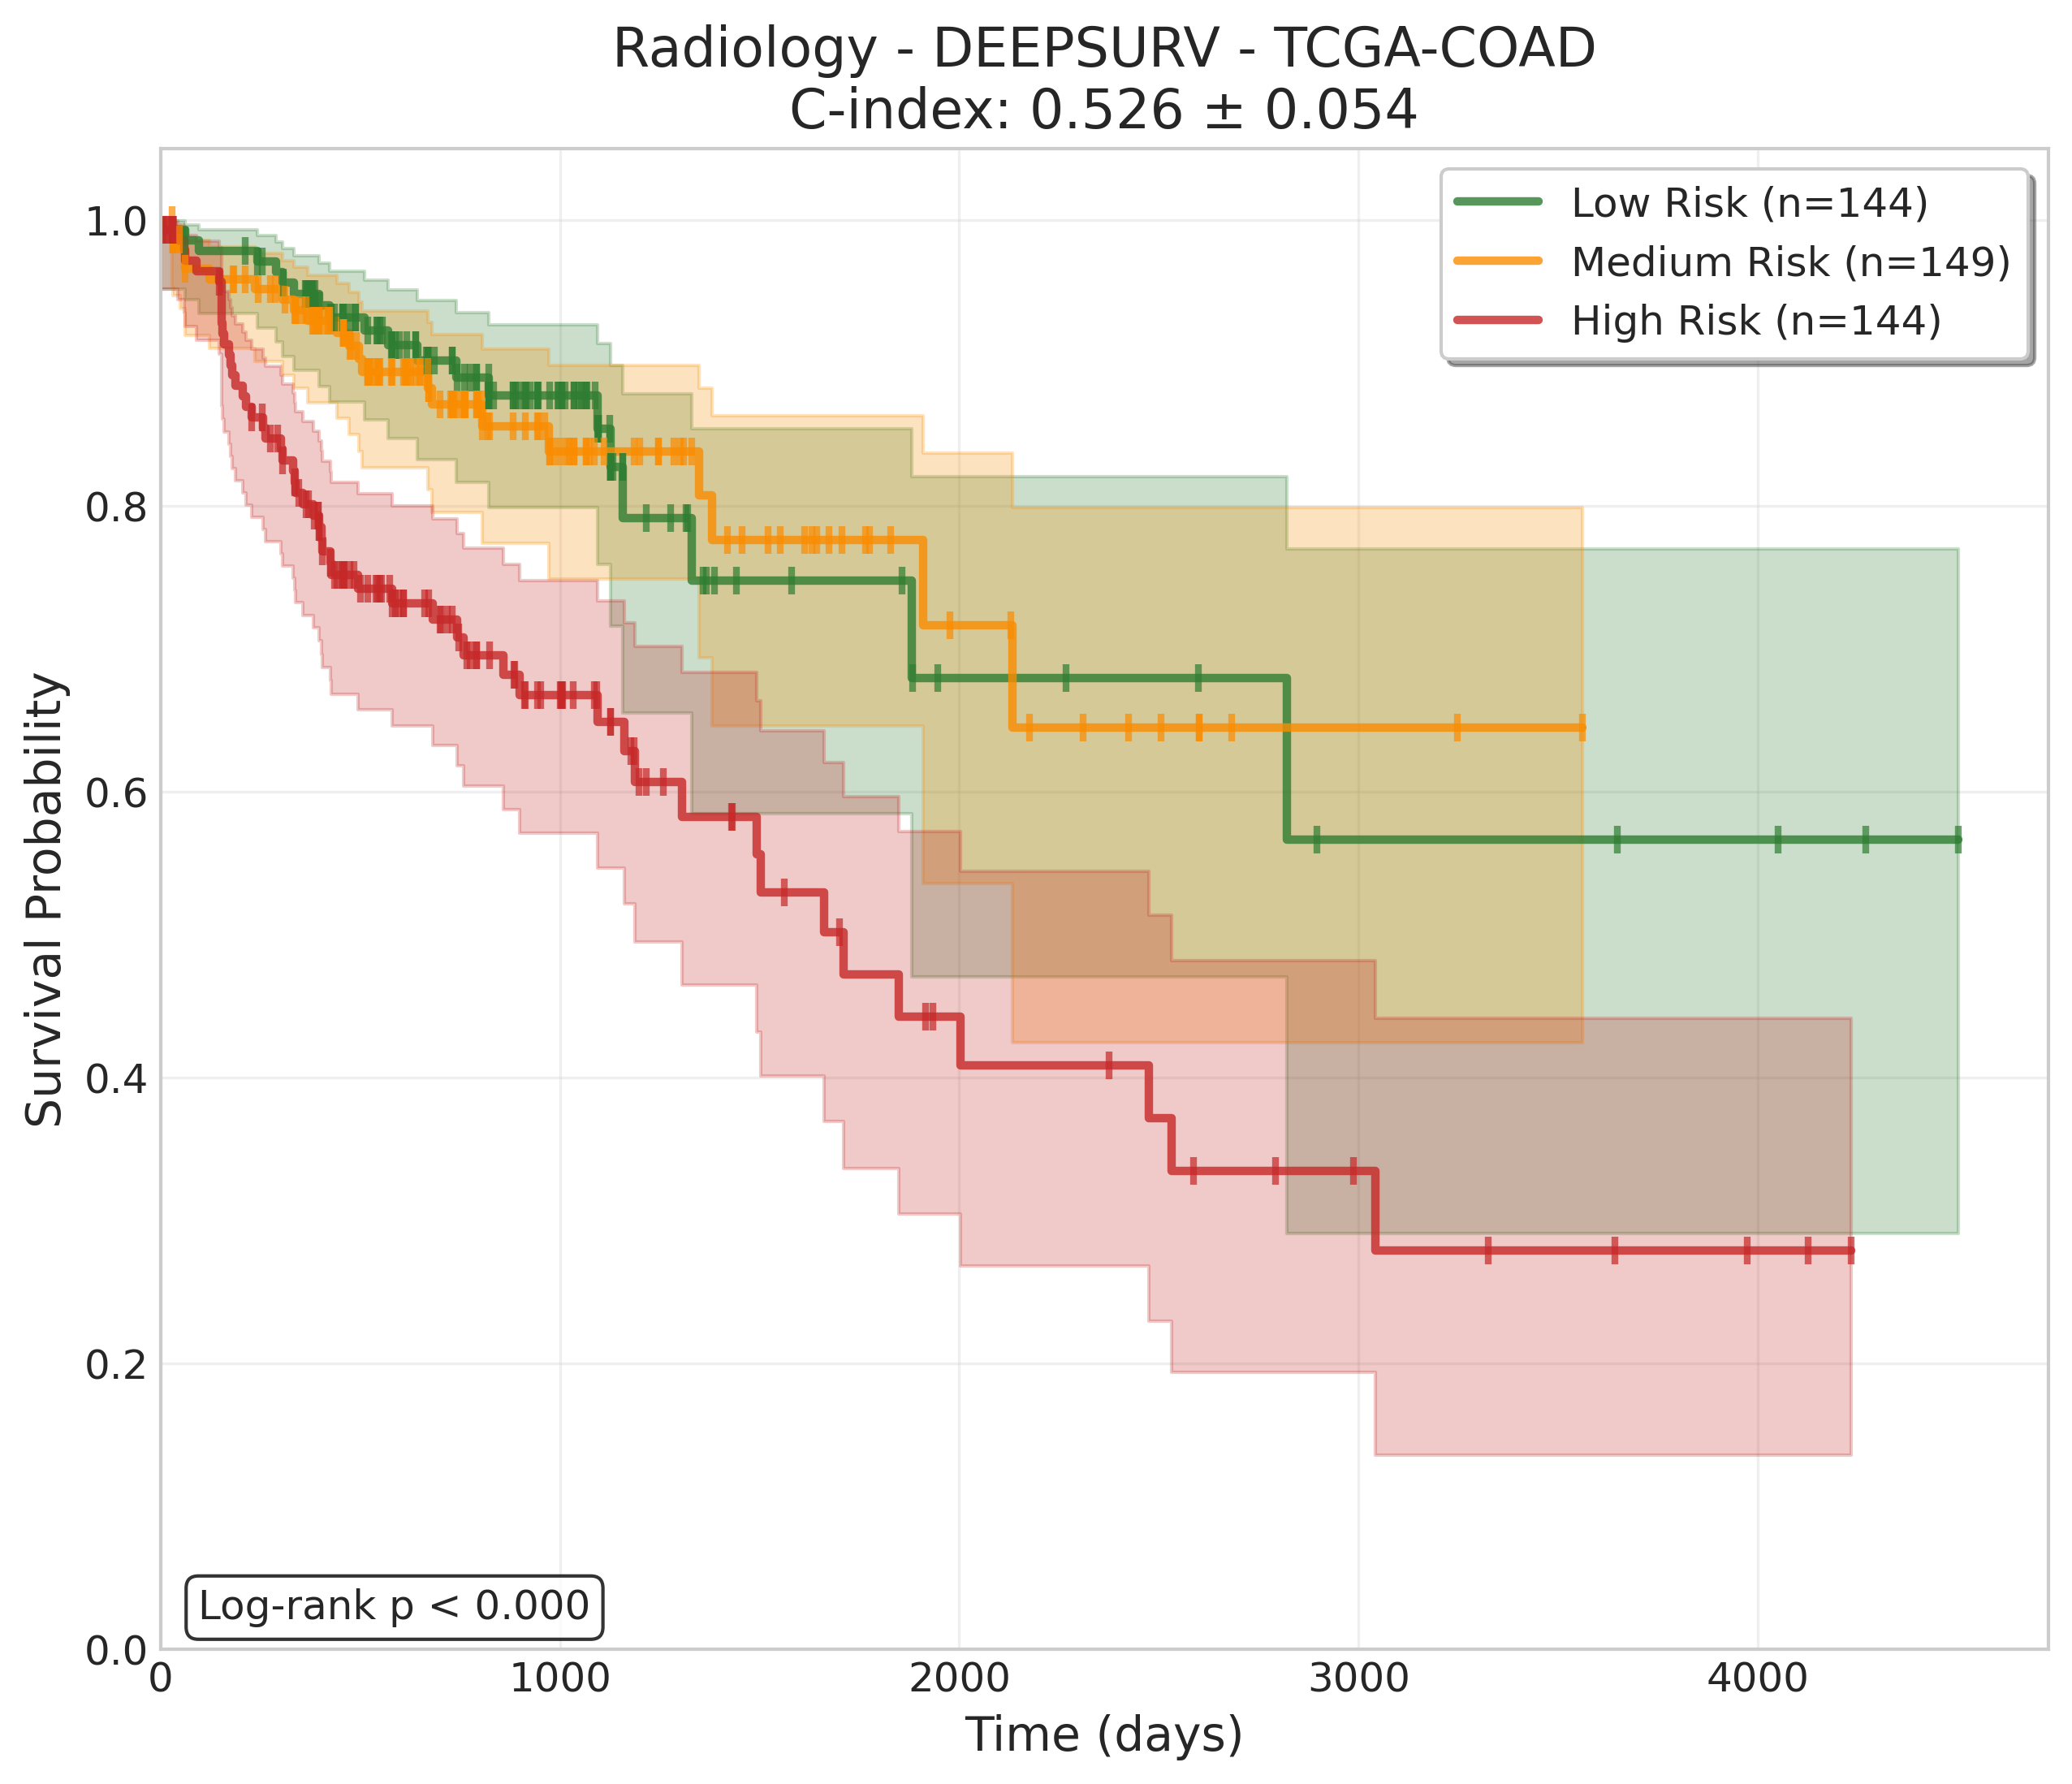 Radiology - DEEPSURV - TCGA-COAD
C-index: 0.526 ± 0.054
Low Risk (n=144)
Medium Risk (n=149)
High Risk (n=144)
Survival Probability
1.0
0.8
0.6
0.4
0.2
0.0
Log-rank p < 0.000
0 1000 2000 3000 4000
Time (days)